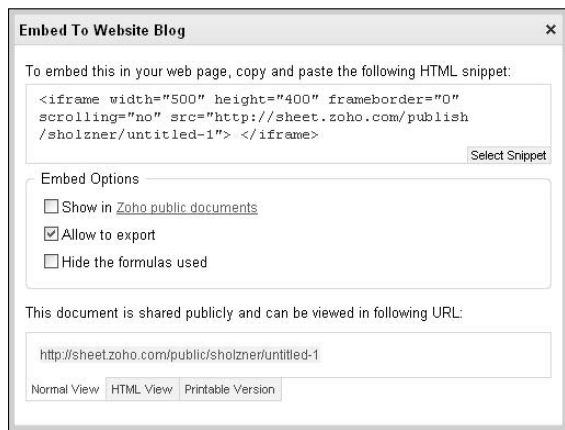 Embed To Website Blog ×
To embed this in your web page, copy and paste the following HTML snippet:
<iframe width="500" height="400" frameborder="0"
scrolling="no" src="http://sheet.zoho.com/publish
/sholzner/untitled-1"> </iframe>
Select Snippet
Embed Options
Show in Zoho public documents
Allow to export
Hide the formulas used
This document is shared publicly and can be viewed in following URL:
http://sheet.zoho.com/public/sholzner/untitled-1
Normal View HTML View Printable Version